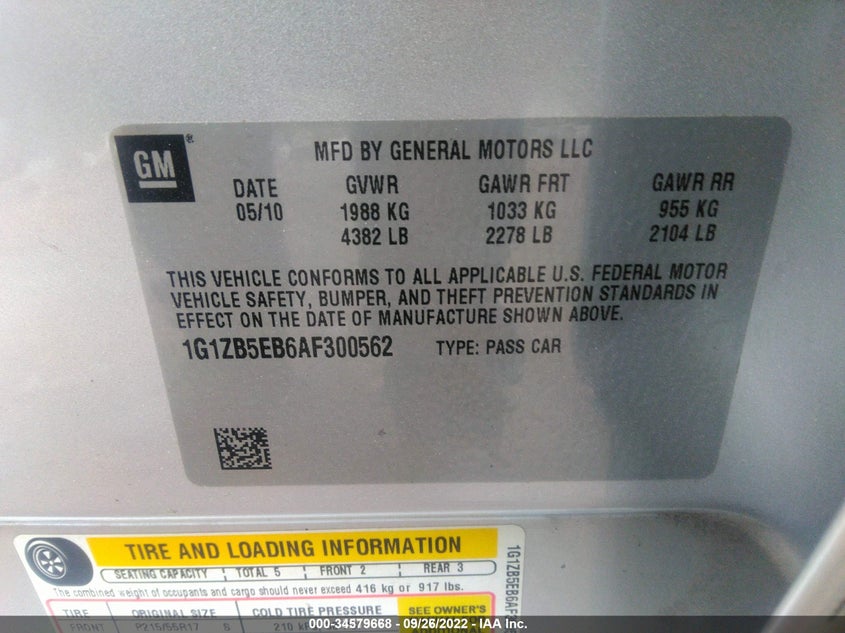 GM
MFD BY GENERAL MOTORS LLC
DATE GVWR GAWR FRT GAWR RR
05/10 1988 KG 1033 KG 955 KG
4382 LB 2278 LB 2104 LB
THIS VEHICLE CONFORMS TO ALL APPLICABLE U.S. FEDERAL MOTOR
VEHICLE SAFETY, BUMPER, AND THEFT PREVENTION STANDARDS IN
EFFECT ON THE DATE OF MANUFACTURE SHOWN ABOVE.
1G1ZB5EB6AF300562 TYPE: PASS CAR
TIRE AND LOADING INFORMATION
SEATING CAPACITY TOTAL 5 FRONT 2 REAR 3
The combined weight of occupants and cargo should never exceed 416 kg or 917 lbs.
TIRE ORIGINAL SIZE COLD TIRE PRESSURE SEE OWNER'S
FRONT P215/55R17 S 210 ADDITIONAL
1G1ZB5EB6AF
000-34579668 - 09/26/2022 - IAAI Inc.